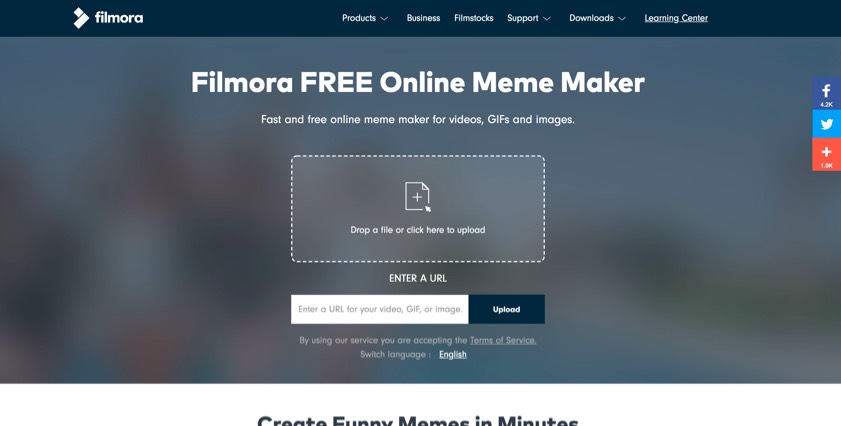 filmora
Products Business Filmstocks Support Downloads Learning Center
Filmora FREE Online Meme Maker
Fast and free online meme maker for videos, GIFs and images.
4.2K
1.0K
Drop a file or click here to upload
ENTER A URL
Enter a URL for your video, GIF, or image. Upload
By using our service you are accepting the Terms of Service.
Switch language : English
Create Funny Memes in Minutes